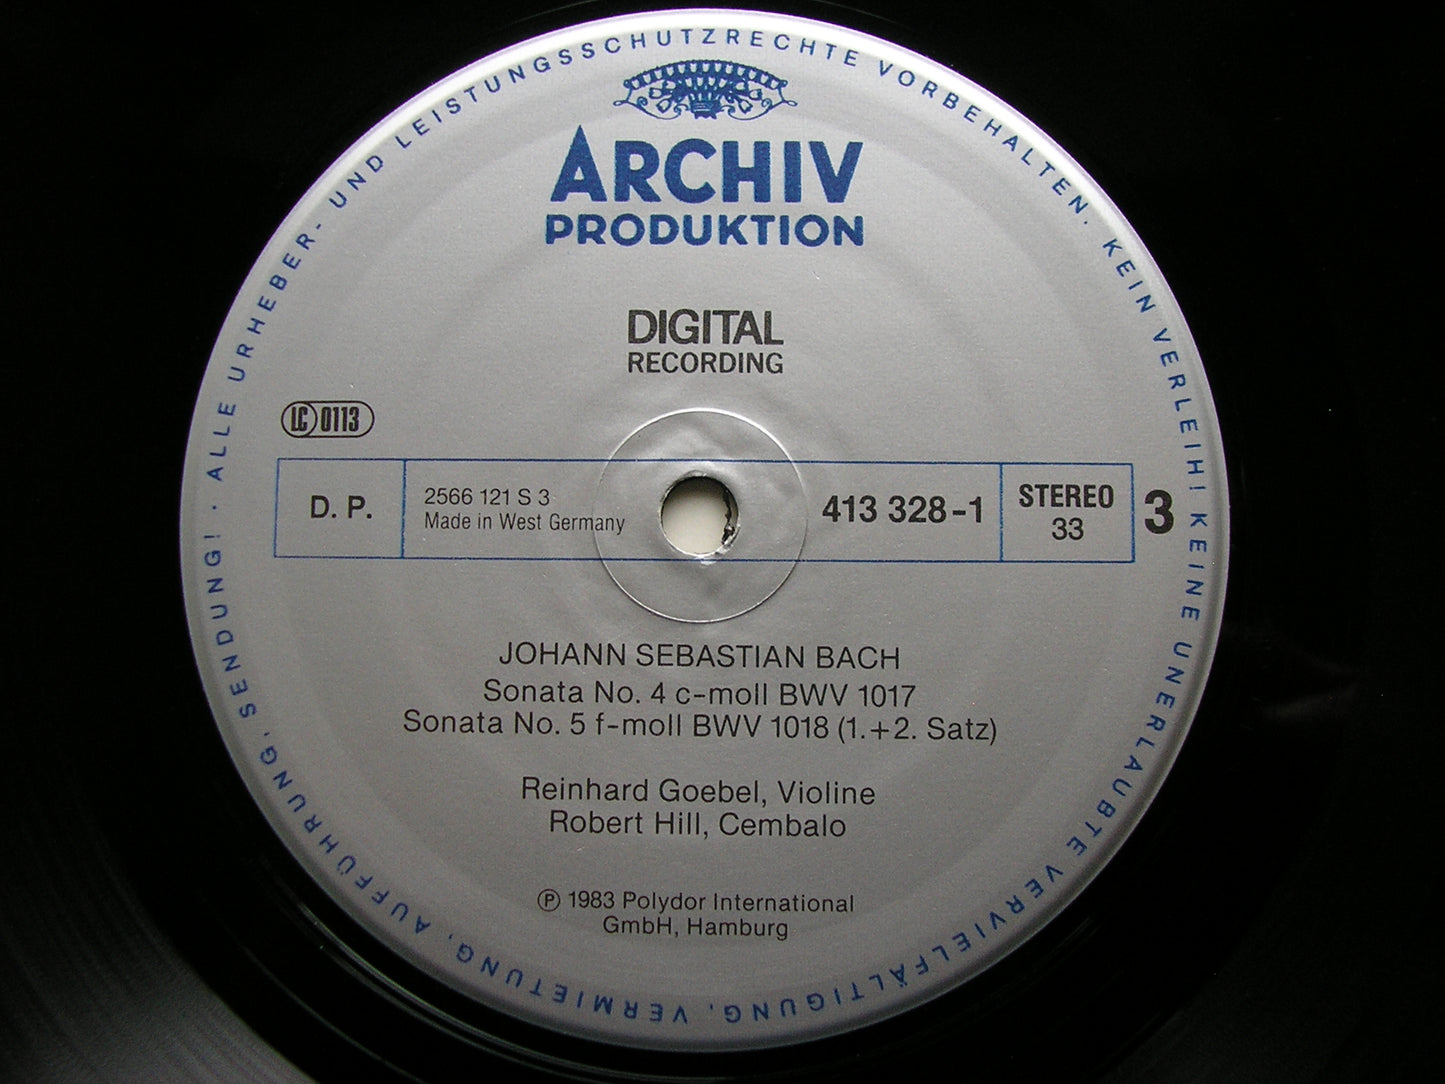 ALLE URHEBER- UND LEISTUNGSSCHUTZRECHTE VORBEHALTEN. KEIN VERLEIH! KEINE UNERLAUBTE VERVIELFÄLTIGUNG, VERMIETUNG, AUFFÜHRUNG, SENDUNG! ·
ARCHIV
PRODUKTION
DIGITAL
RECORDING
LC 0113
D. P.
2566 121 S 3
Made in West Germany
413 328-1
STEREO
33
3
JOHANN SEBASTIAN BACH
Sonata No. 4 c-moll BWV 1017
Sonata No. 5 f-moll BWV 1018 (1.+2. Satz)
Reinhard Goebel, Violine
Robert Hill, Cembalo
℗ 1983 Polydor International
GmbH, Hamburg